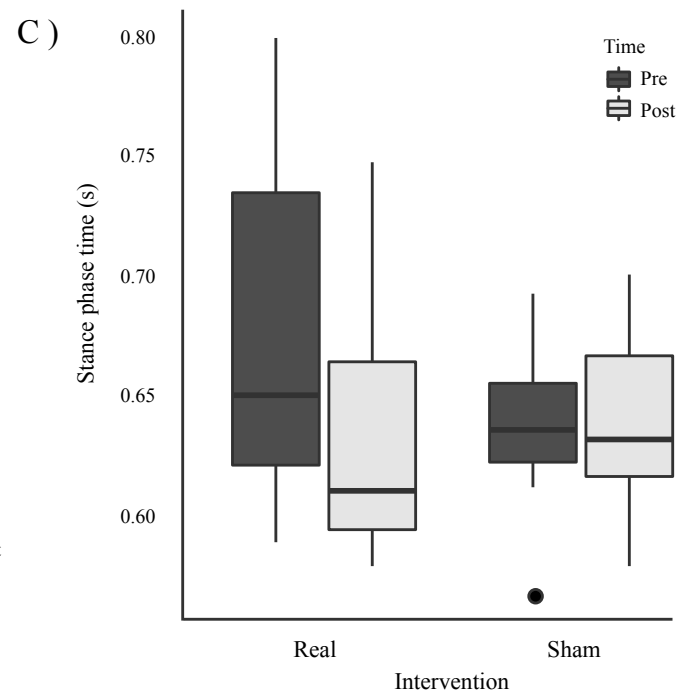 C )
0.80
0.75
0.70
0.65
0.60
Stance phase time (s)
Time
Pre
Post
Real
Sham
Intervention